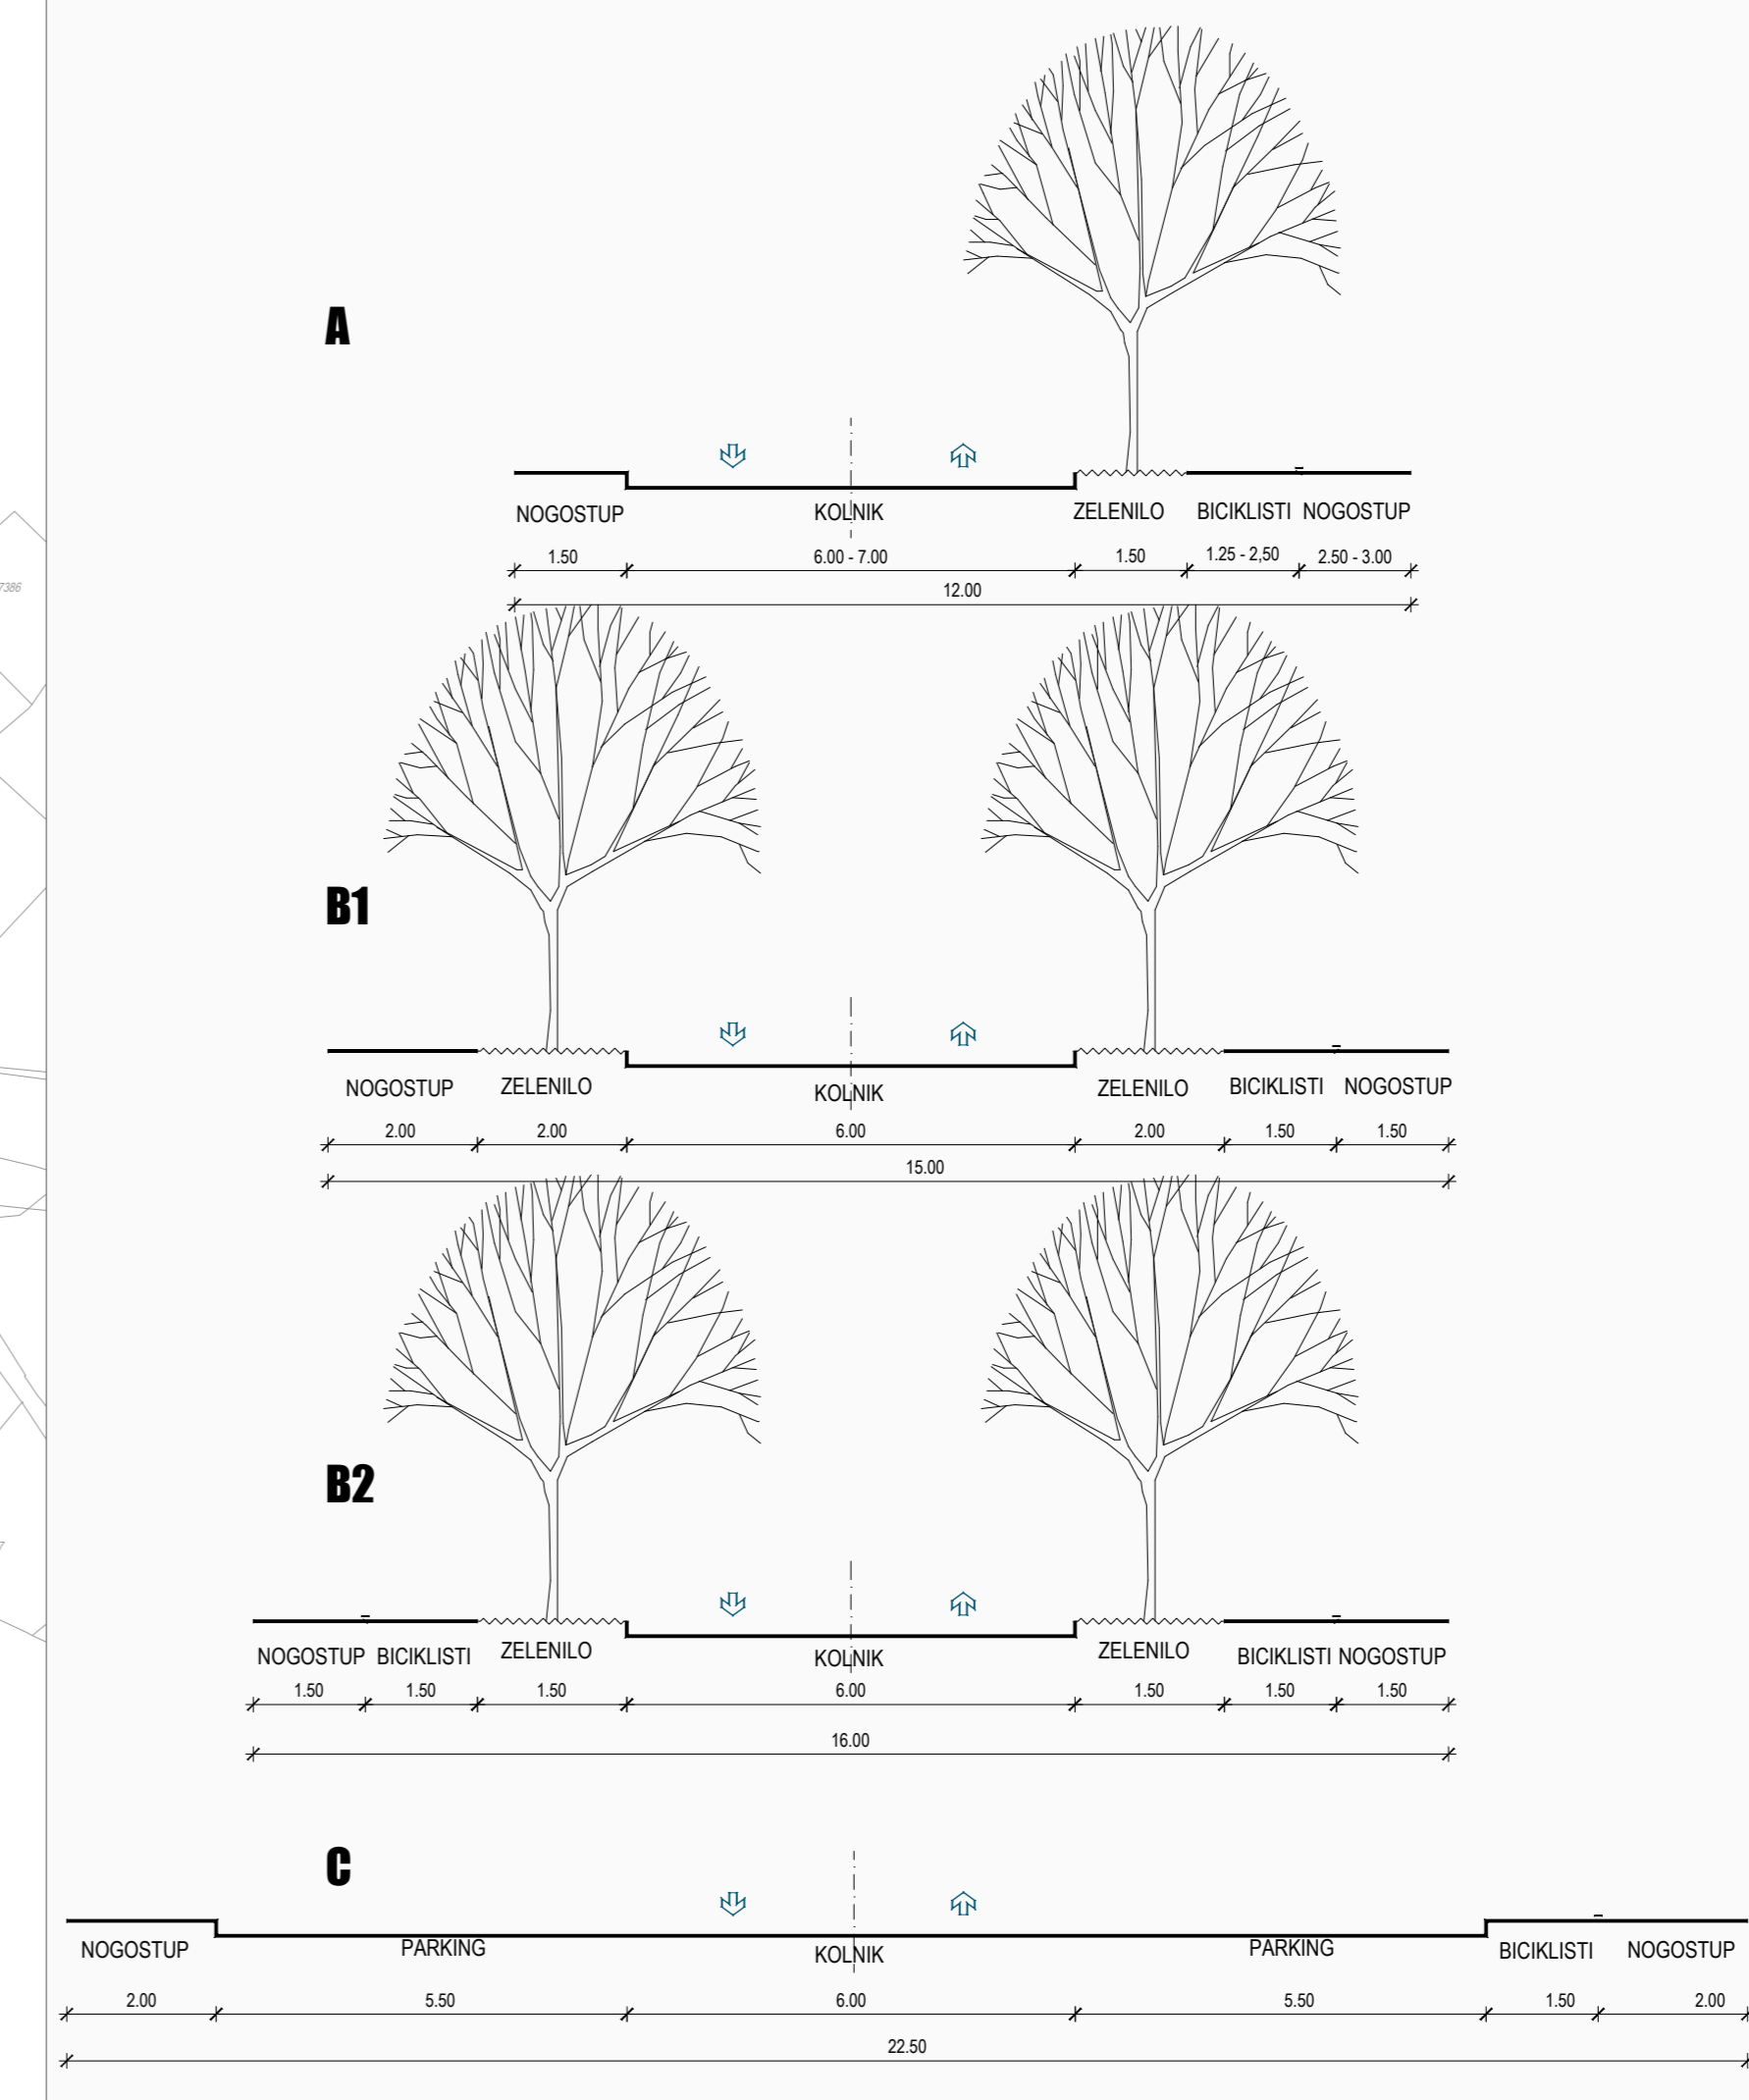 A
NOGOSTUP KOLNIK ZELENILO BICIKLISTI NOGOSTUP
1.50 6.00 - 7.00 1.50 1.25 - 2,50 2.50 - 3.00
12.00
7386
B1
NOGOSTUP ZELENILO KOLNIK ZELENILO BICIKLISTI NOGOSTUP
2.00 2.00 6.00 2.00 1.50 1.50
15.00
B2
NOGOSTUP BICIKLISTI ZELENILO KOLNIK ZELENILO BICIKLISTI NOGOSTUP
1.50 1.50 1.50 6.00 1.50 1.50 1.50
16.00
C
NOGOSTUP PARKING KOLNIK PARKING BICIKLISTI NOGOSTUP
2.00 5.50 6.00 5.50 1.50 2.00
22.50